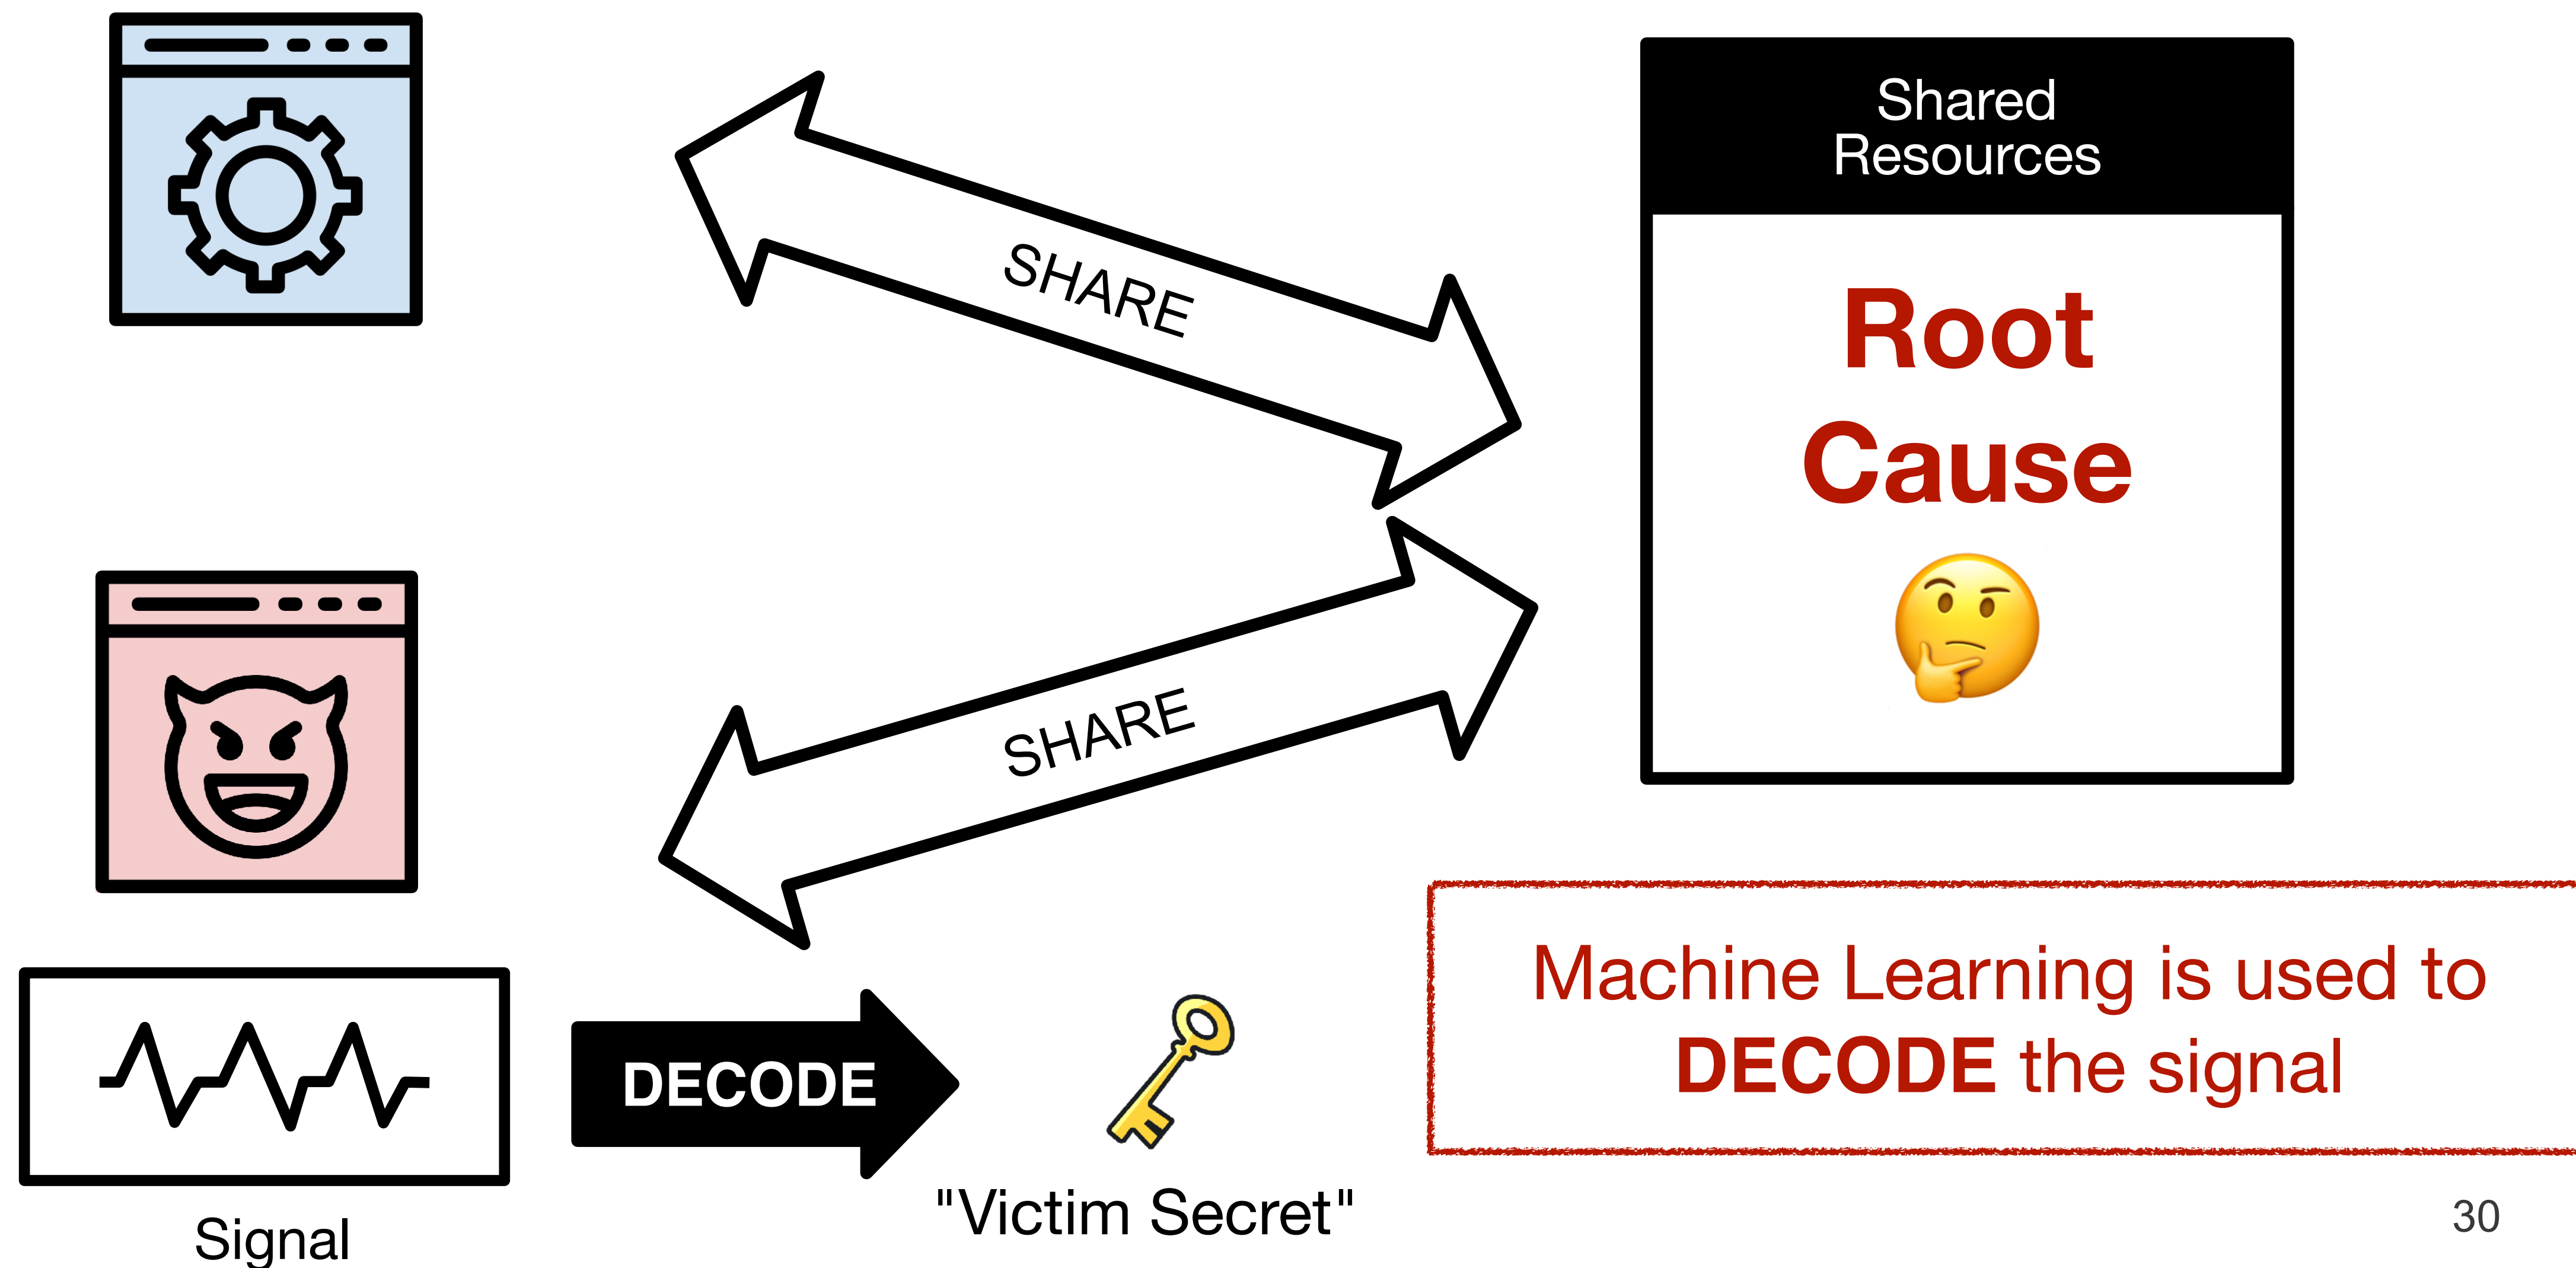 Shared
Resources
SHARE
Root
Cause
SHARE
Machine Learning is used to
DECODE the signal
DECODE
"Victim Secret"
Signal
30